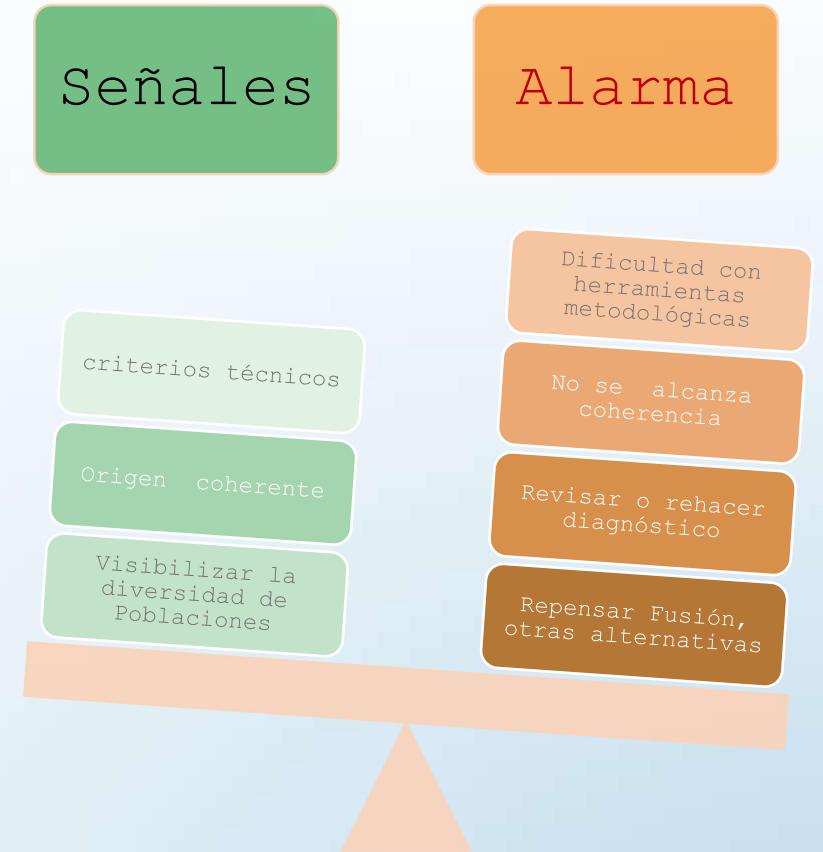 Señales
Alarma
criterios técnicos
Origen coherente
Visibilizar la
diversidad de
Poblaciones
Dificultad con
herramientas
metodológicas
No se alcanza
coherencia
Revisar o rehacer
diagnóstico
Repensar Fusión,
otras alternativas